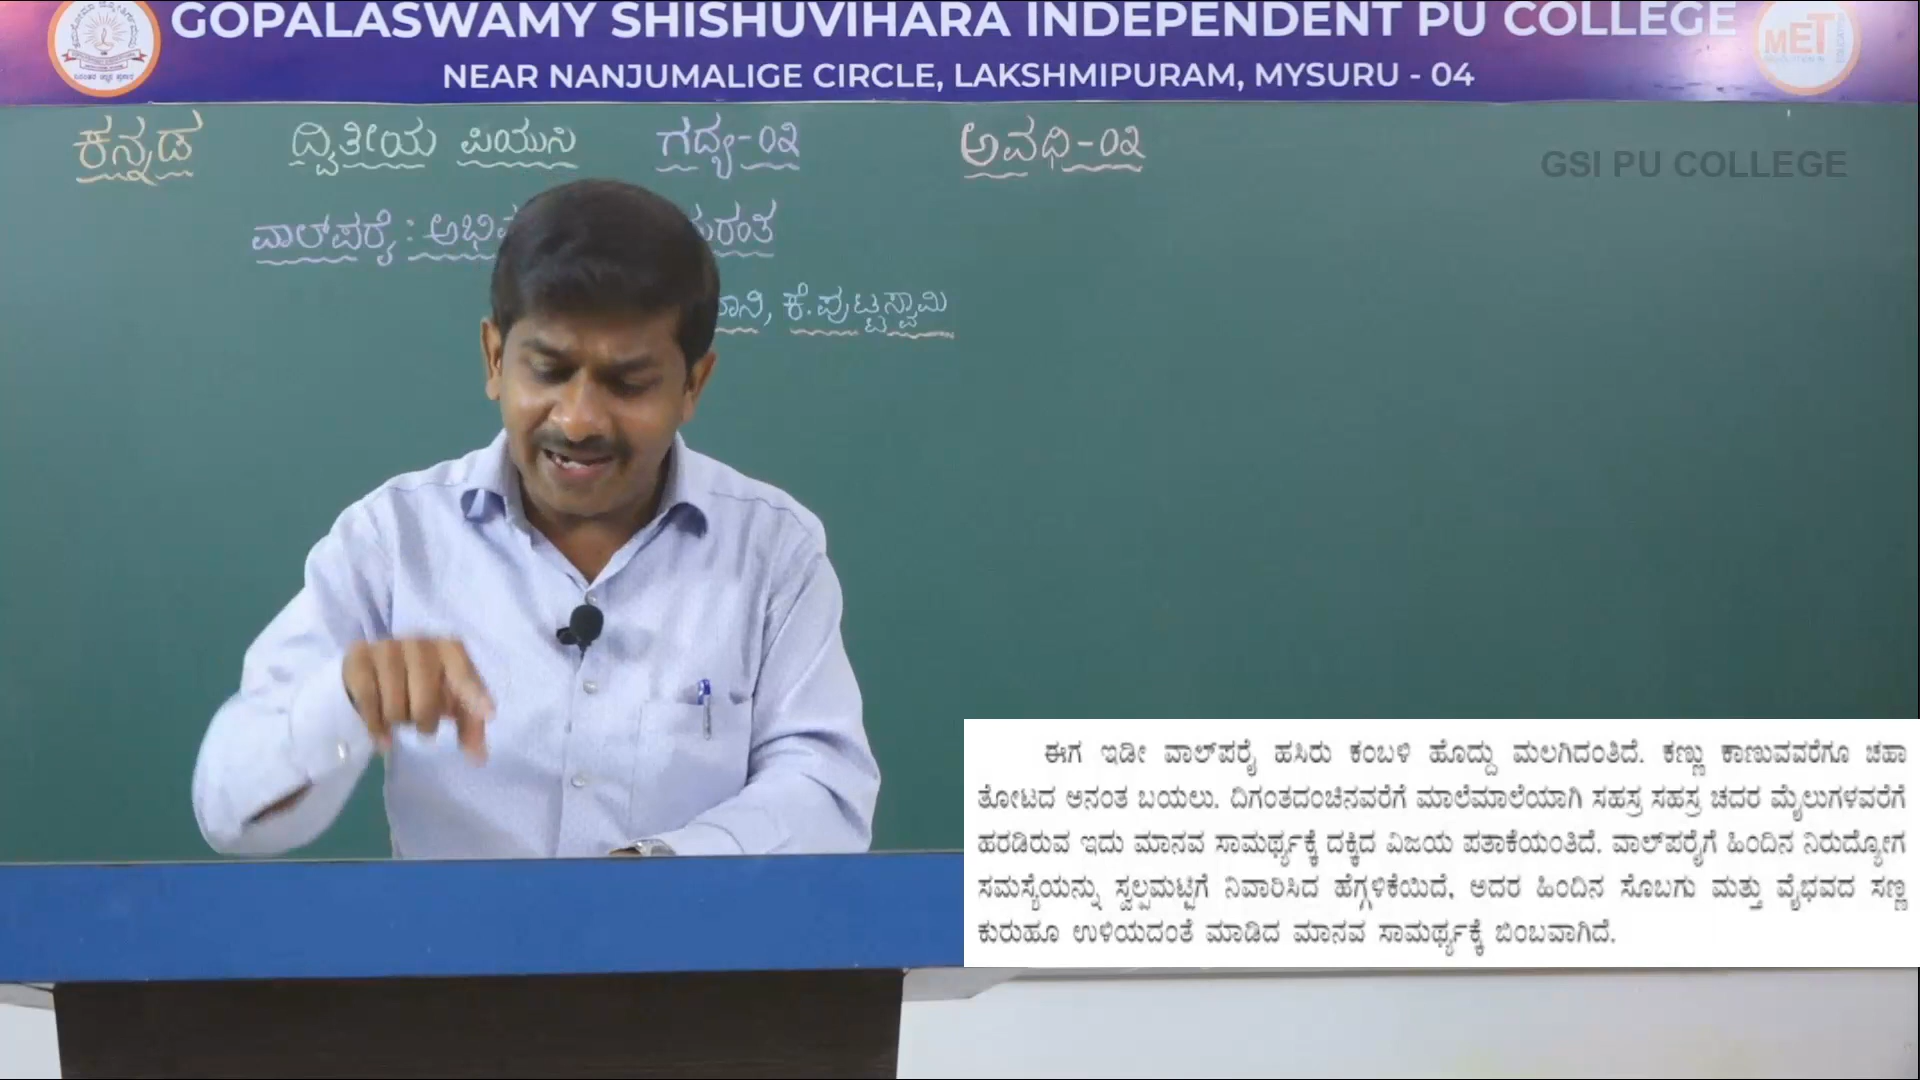 GOPALASWAMY SHISHUVIHARA INDEPENDENT PU COLLEGE
MET
NEAR NANJUMALIGE CIRCLE, LAKSHMIPURAM, MYSURU - 04
ಕನ್ನಡ ದ್ವಿತೀಯ ಪಿಯುಸಿ ಗದ್ಯ-೦೩ ಅವಧಿ-೦೩
GSI PU COLLEGE
ವಾಲ್‌ಪರೈ :
ಕೆ.ಪುಟ್ಟಸ್ವಾಮಿ
ಈಗ ಇಡೀ ವಾಲ್‌ಪರೈ ಹಸಿರು ಕಂಬಳಿ ಹೊದ್ದು ಮಲಗಿದಂತಿದೆ. ಕಣ್ಣು ಕಾಣುವವರೆಗೂ ಚಹಾ
ತೋಟದ ಅನಂತ ಬಯಲು. ದಿಗಂತದಂಚಿನವರೆಗೆ ಮಾಲೆಮಾಲೆಯಾಗಿ ಸಹಸ್ರ ಸಹಸ್ರ ಚದರ ಮೈಲುಗಳವರೆಗೆ
ಹರಡಿರುವ ಇದು ಮಾನವ ಸಾಮರ್ಥ್ಯಕ್ಕೆ ದಕ್ಕಿದ ವಿಜಯ ಪತಾಕೆಯಂತಿದೆ. ವಾಲ್‌ಪರೈಗೆ ಹಿಂದಿನ ನಿರುದ್ಯೋಗ
ಸಮಸ್ಯೆಯನ್ನು ಸ್ವಲ್ಪಮಟ್ಟಿಗೆ ನಿವಾರಿಸಿದ ಹೆಗ್ಗಳಿಕೆಯಿದೆ, ಅದರ ಹಿಂದಿನ ಸೊಬಗು ಮತ್ತು ವೈಭವದ ಸಣ್ಣ
ಕುರುಹೂ ಉಳಿಯದಂತೆ ಮಾಡಿದ ಮಾನವ ಸಾಮರ್ಥ್ಯಕ್ಕೆ ಬಿಂಬವಾಗಿದೆ.